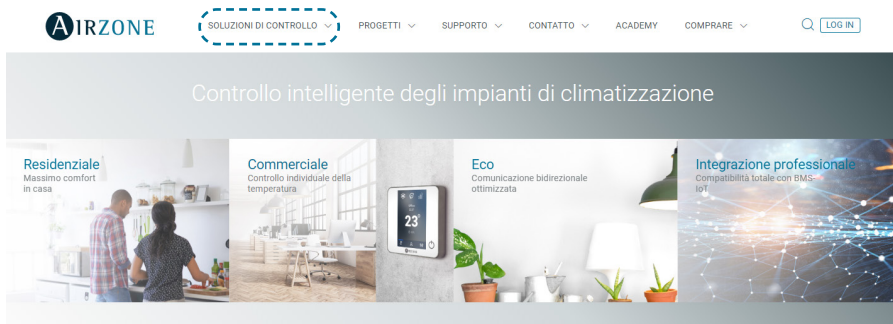 AIRZONE
SOLUZIONI DI CONTROLLO
PROGETTI
SUPPORTO
CONTATTO
ACADEMY
COMPRARE
LOG IN
Controllo intelligente degli impianti di climatizzazione
Residenziale
Massimo comfort
in casa
Commerciale
Controllo Individuale della
temperatura
23
Eco
Comunicazione bidirezionale
ottimizzata
Integrazione professionale
Compatibilità totale con BMS-
IoT